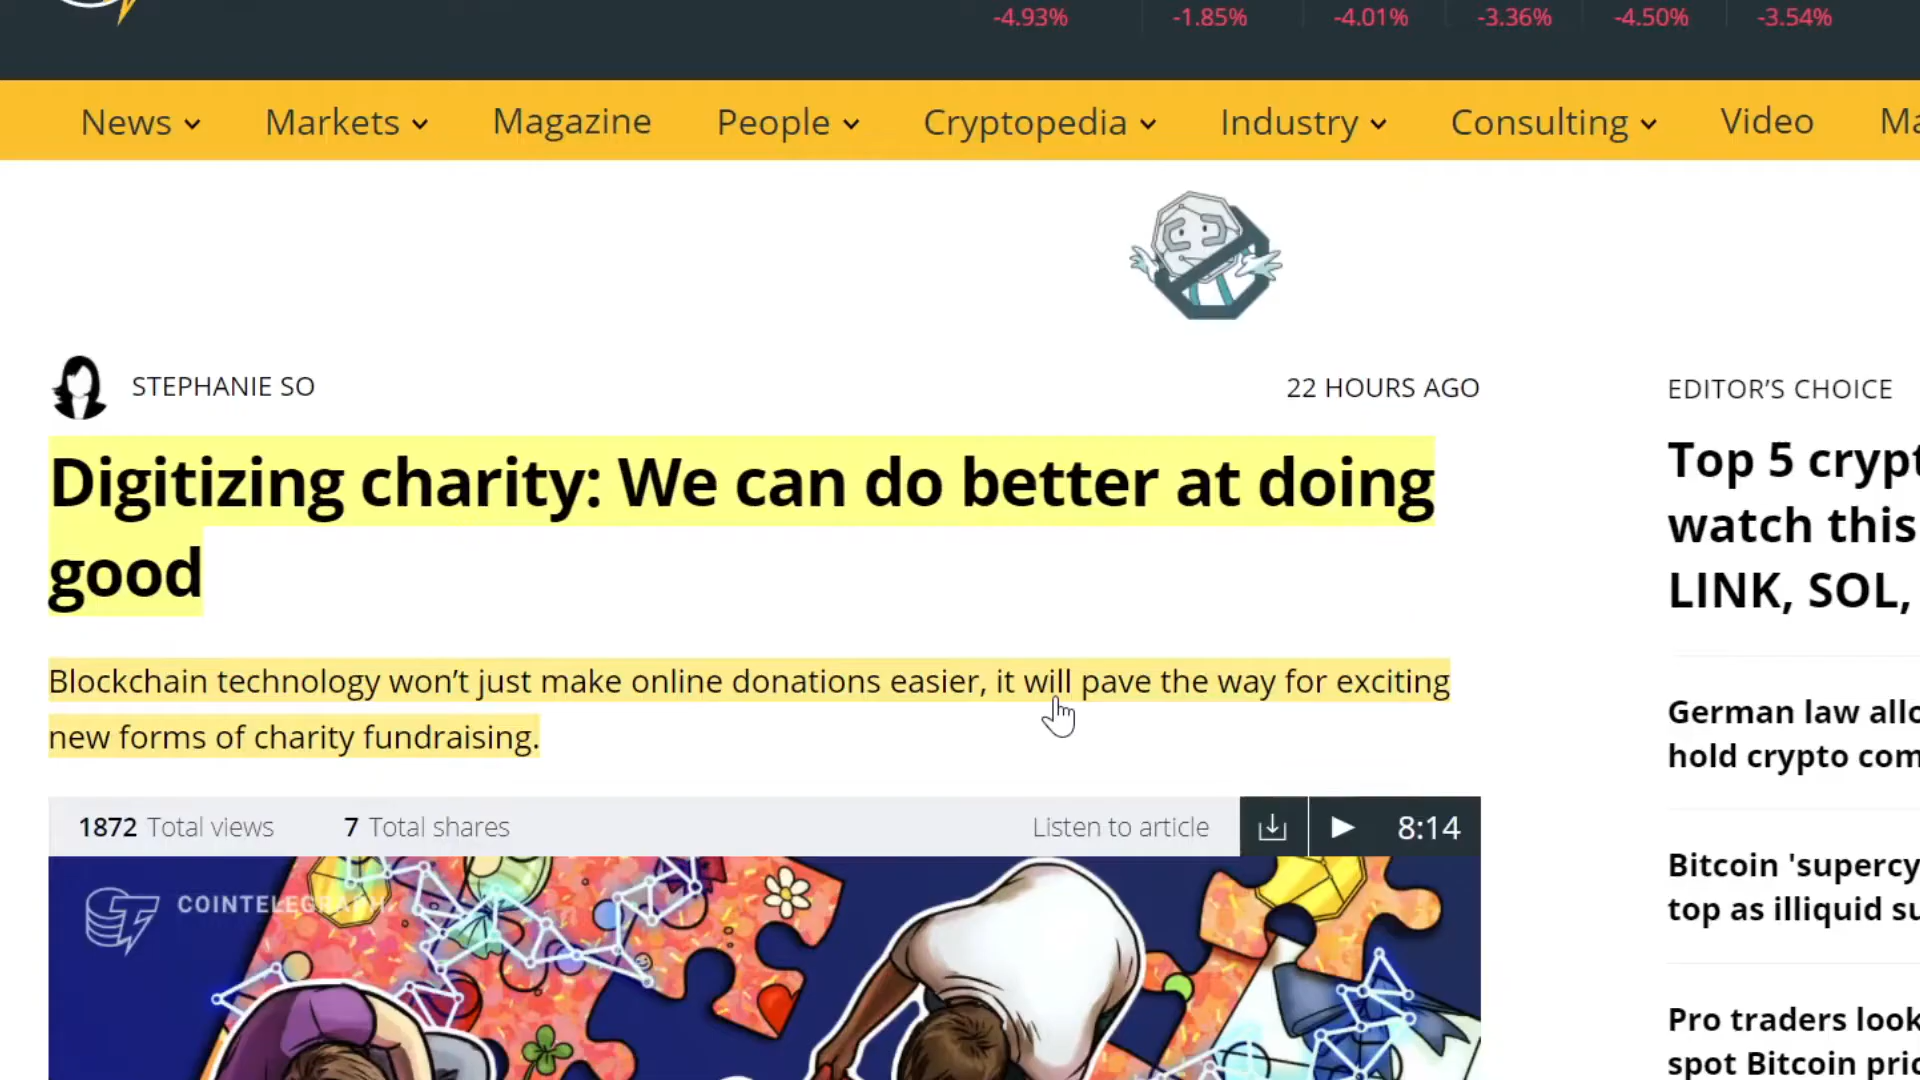 -4.93% -1.85% -4.01% -3.36% -4.50% -3.54%
News Markets Magazine People Cryptopedia Industry Consulting Video
STEPHANIE SO
22 HOURS AGO
Digitizing charity: We can do better at doing
good
Blockchain technology won’t just make online donations easier, it will pave the way for exciting
new forms of charity fundraising.
1872 Total views 7 Total shares Listen to article 8:14
COINTELEGRAPH
EDITOR’S CHOICE
Top 5 crypt
watch this
LINK, SOL,
German law allo
hold crypto com
Bitcoin 'supercy
top as illiquid su
Pro traders look
spot Bitcoin pric